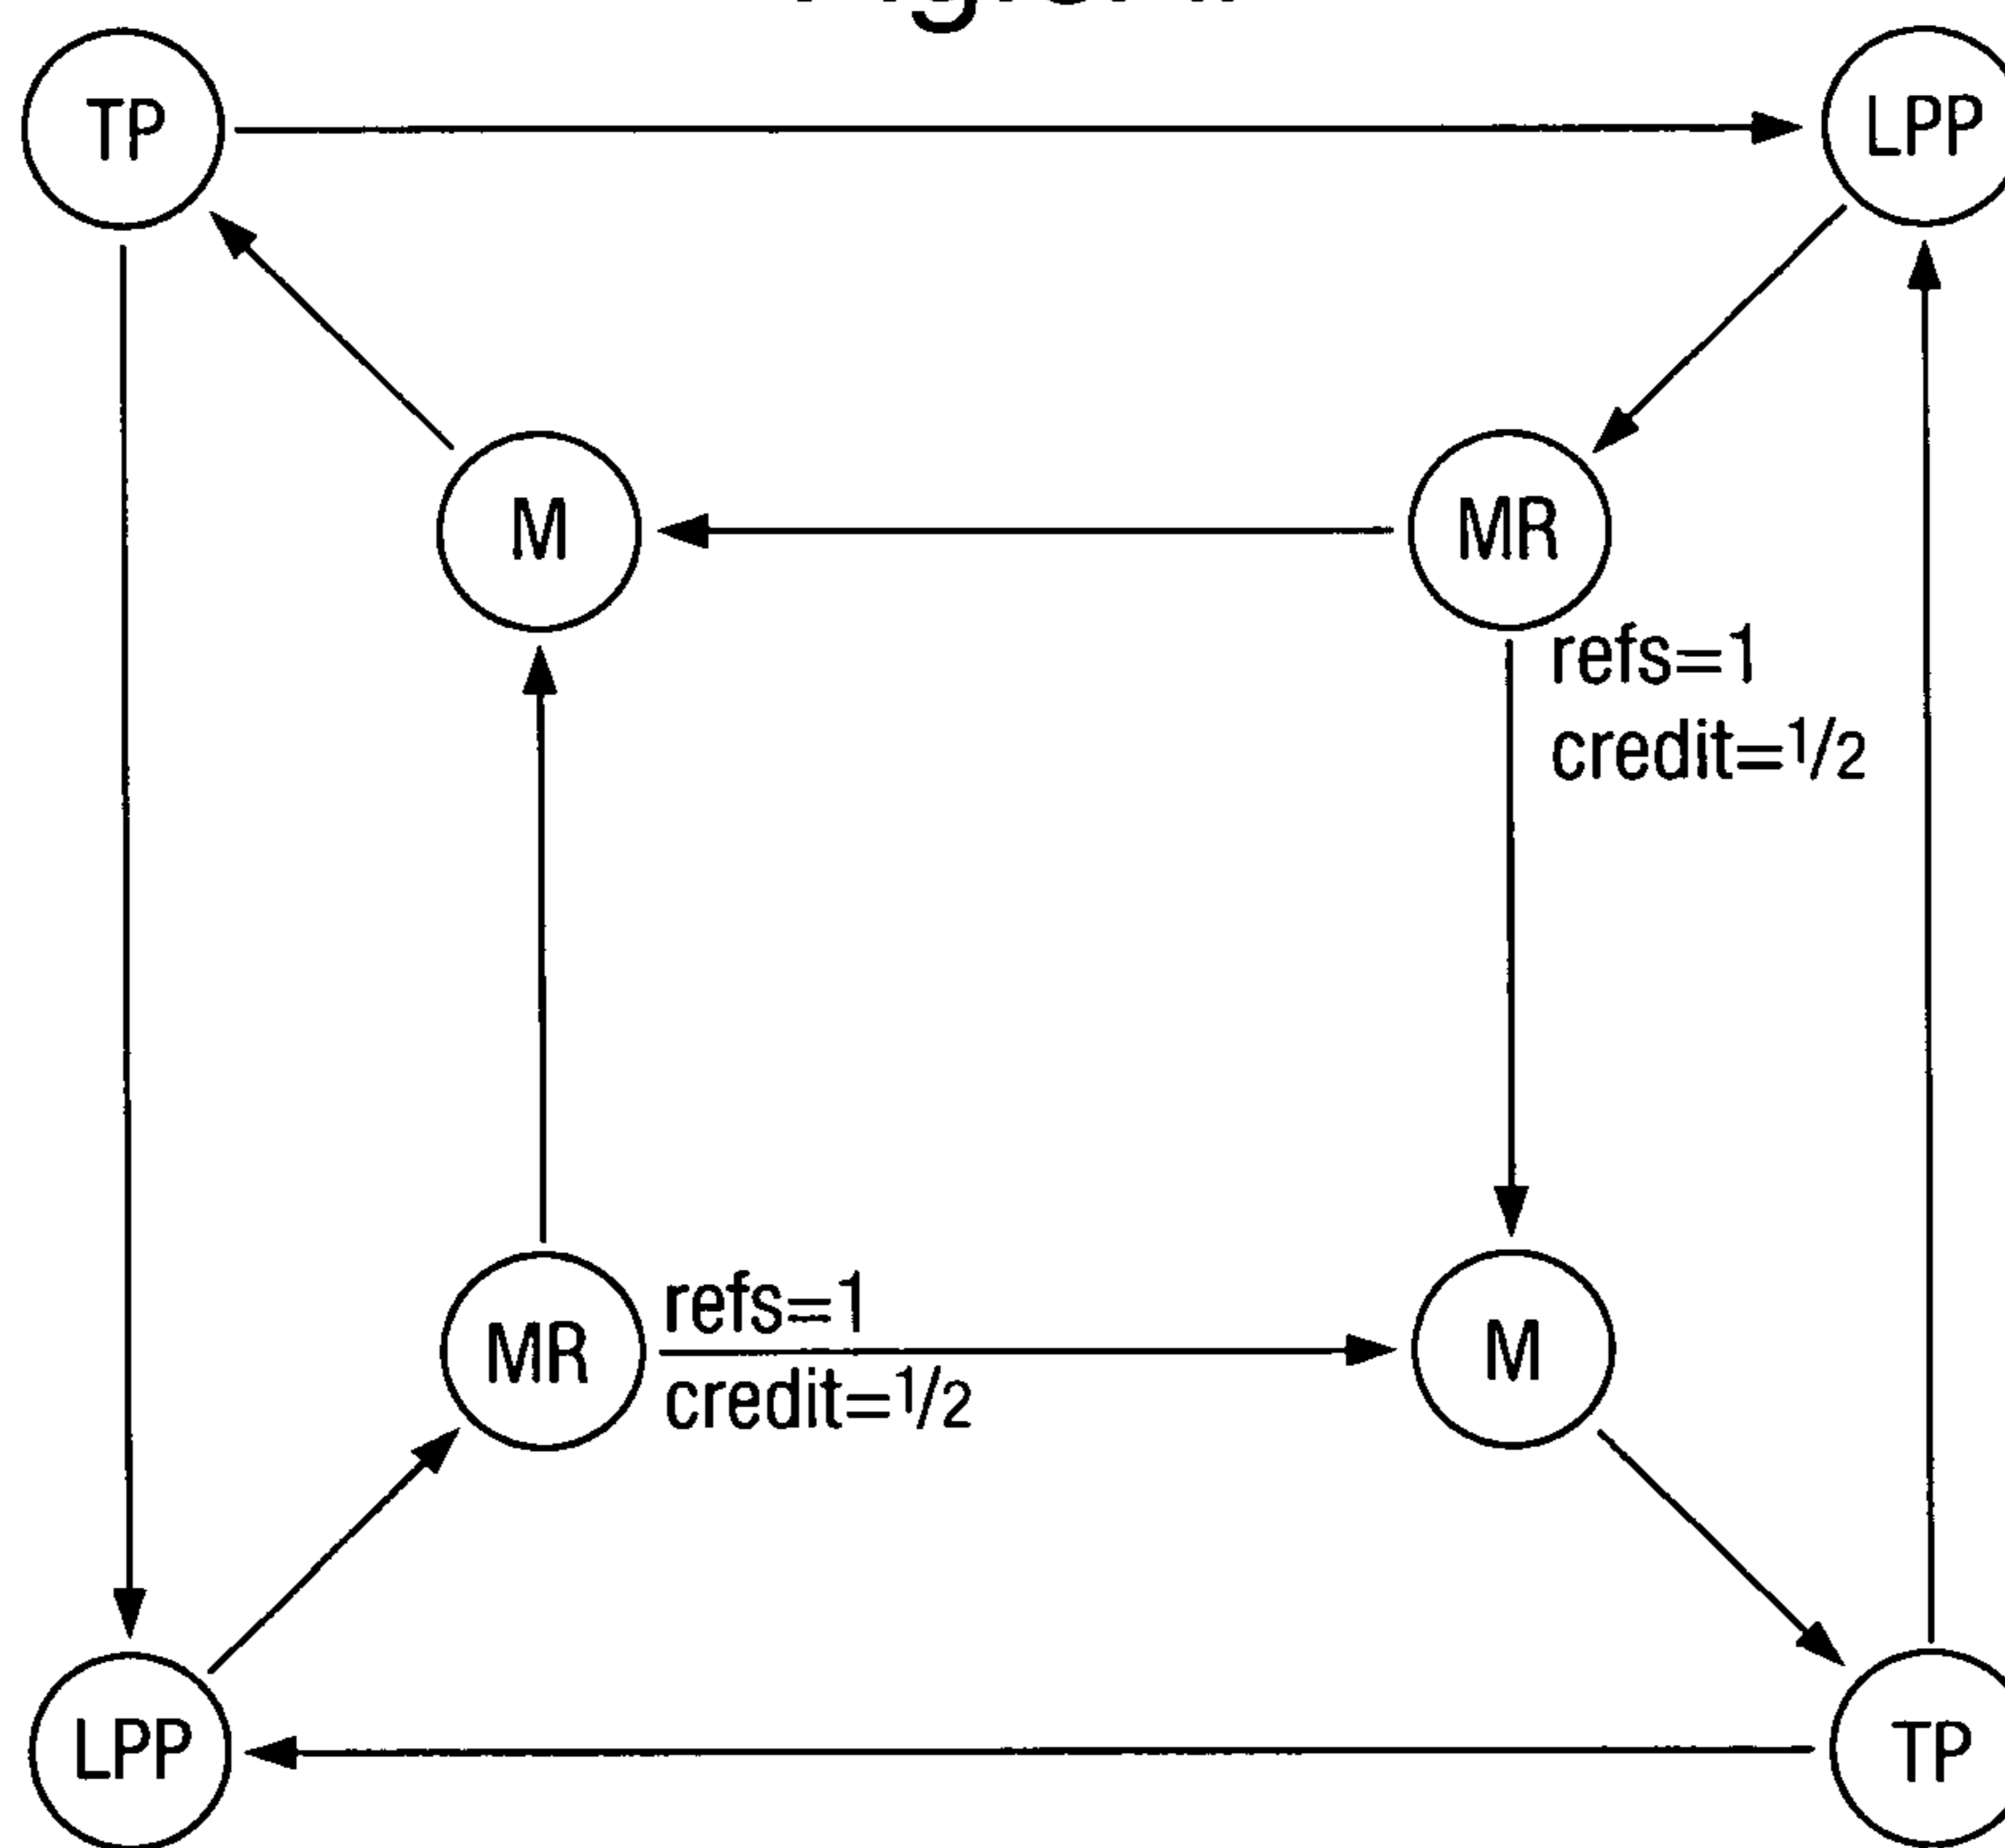 TP
LPP
M
MR
refs=1
credit=1/2
MR
refs=1
credit=1/2
M
LPP
TP